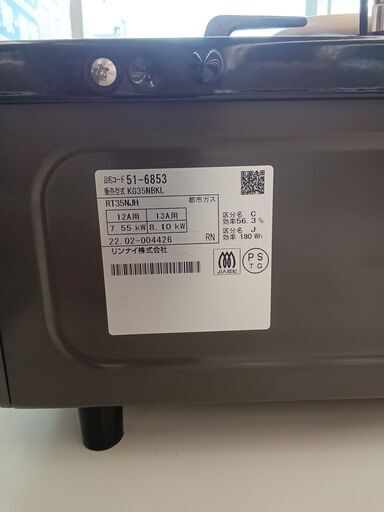 品名コード 51-6853
販売型式 KG35NBKL
RT35NJH 都市ガス
12A用 13A用
7.55 kW 8.10 kW
22.02-004426 RN
リンナイ株式会社
区分名 C
効率56.3 %
区分名 J
効率 180 Wh
JIA認証
PS
TG